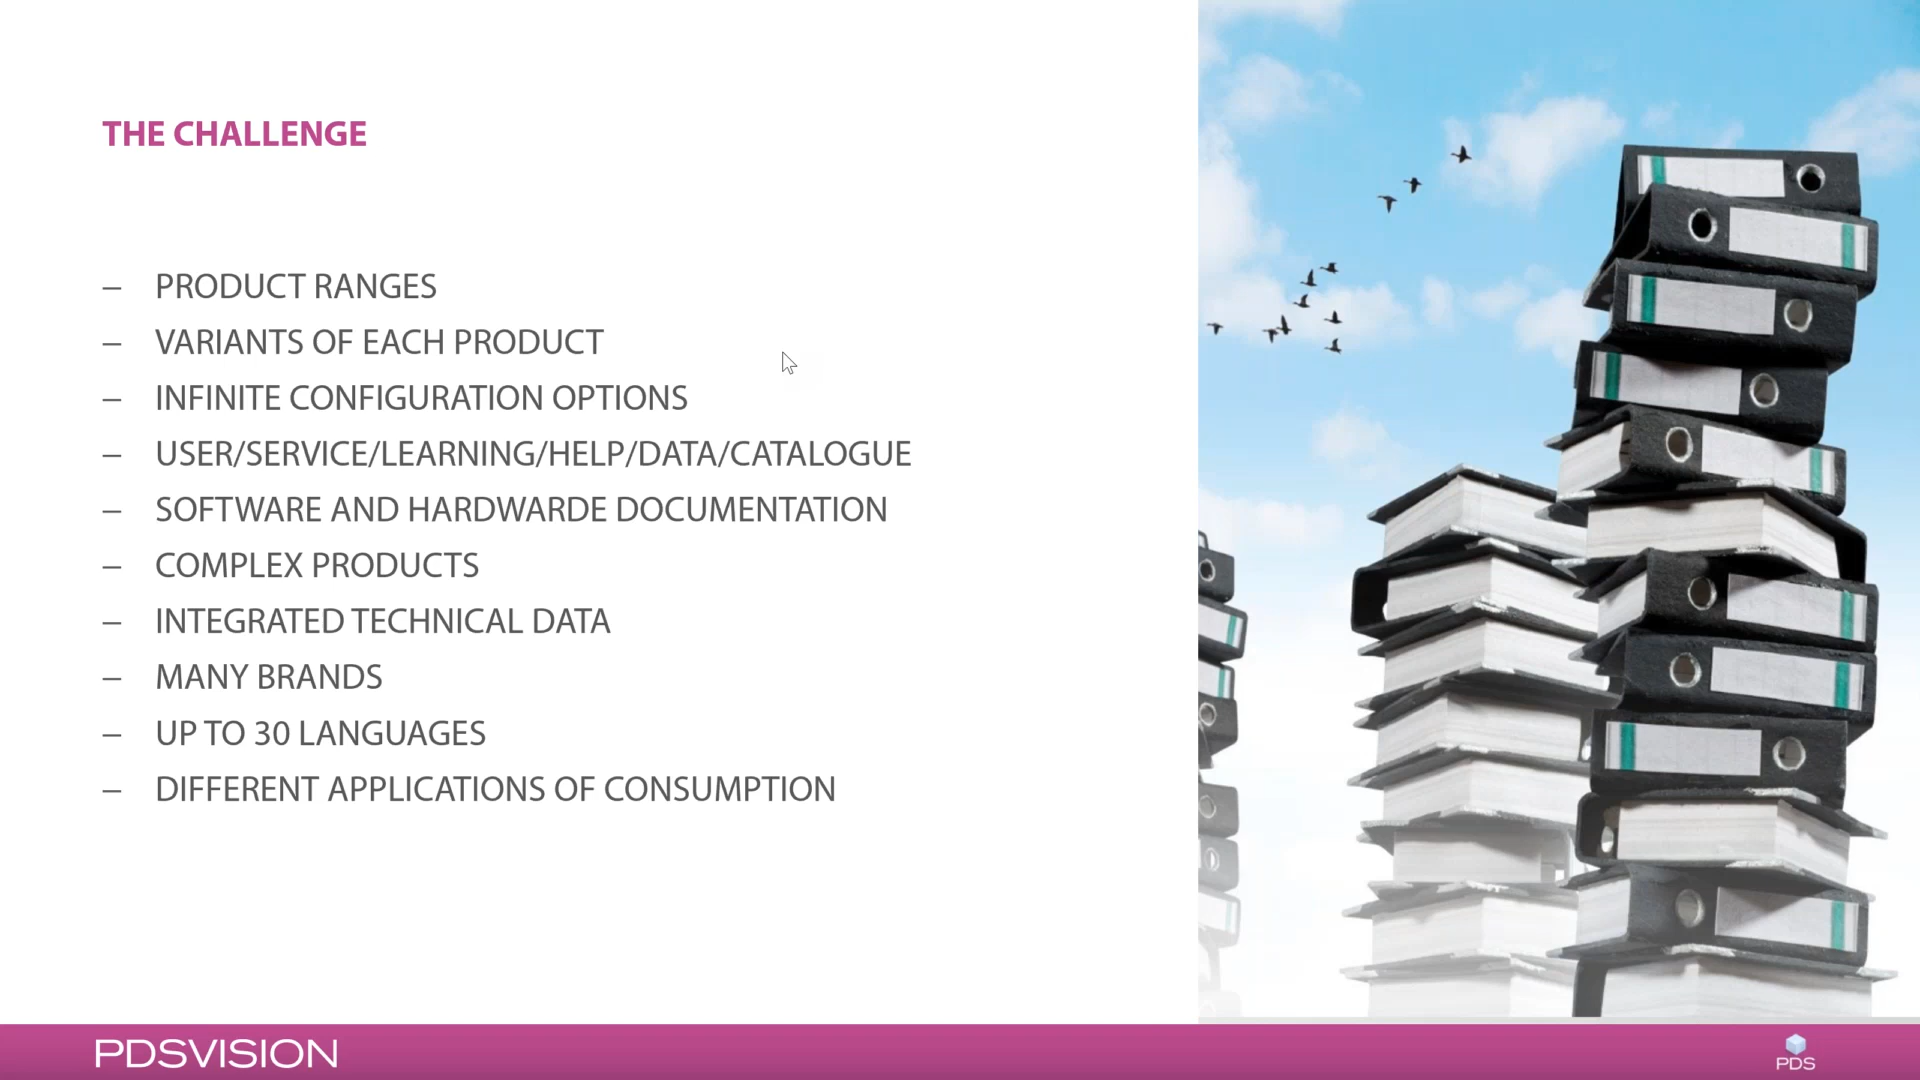 THE CHALLENGE
– PRODUCT RANGES
– VARIANTS OF EACH PRODUCT
– INFINITE CONFIGURATION OPTIONS
– USER/SERVICE/LEARNING/HELP/DATA/CATALOGUE
– SOFTWARE AND HARDWARDE DOCUMENTATION
– COMPLEX PRODUCTS
– INTEGRATED TECHNICAL DATA
– MANY BRANDS
– UP TO 30 LANGUAGES
– DIFFERENT APPLICATIONS OF CONSUMPTION
PDSVISION
PDS